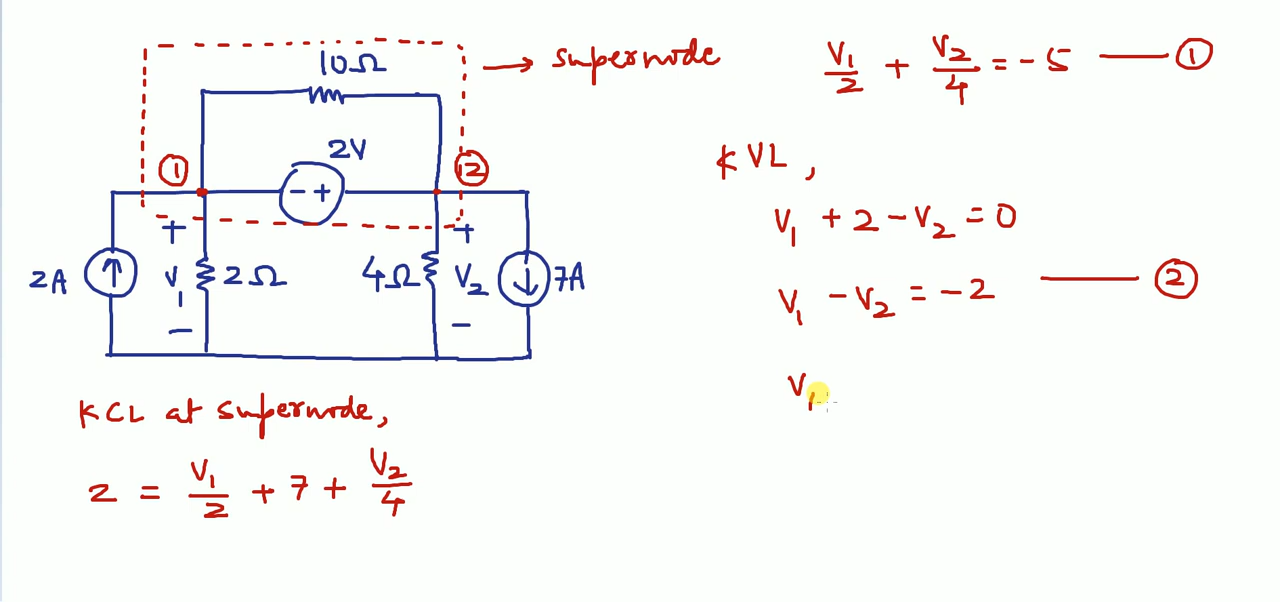 10Ω
→ supernode
V₁/2 + V₂/4 = -5 —— ①
2V
① ②
- +
KVL,
V₁ + 2 - V₂ = 0
+ +
2A V₁ 2Ω 4Ω V₂ 7A
- -
V₁ - V₂ = -2 —— ②
V₁
KCL at supernode,
2 = V₁/2 + 7 + V₂/4